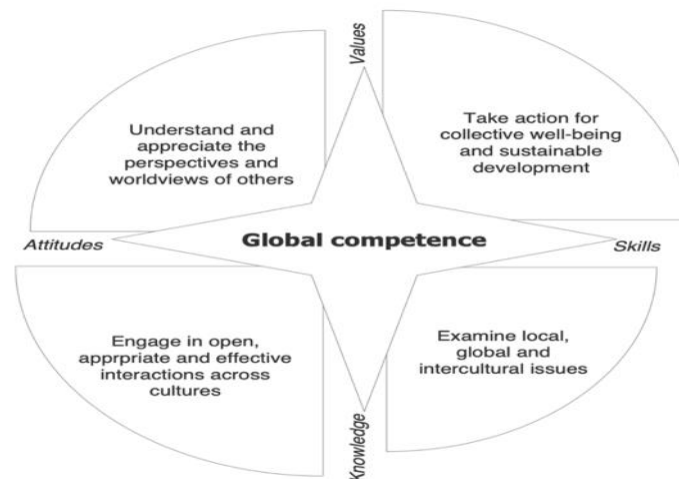 Values
Understand and
appreciate the
perspectives and
worldviews of others
Take action for
collective well-being
and sustainable
development
Attitudes
Global competence
Skills
Engage in open,
apprpriate and effective
interactions across
cultures
Examine local,
global and
intercultural issues
Knowledge